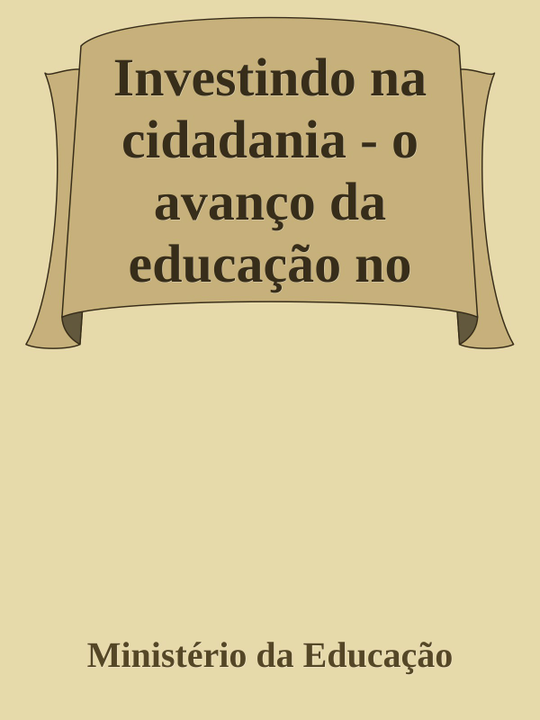 Investindo na
cidadania - o
avanço da
educação no
Ministério da Educação